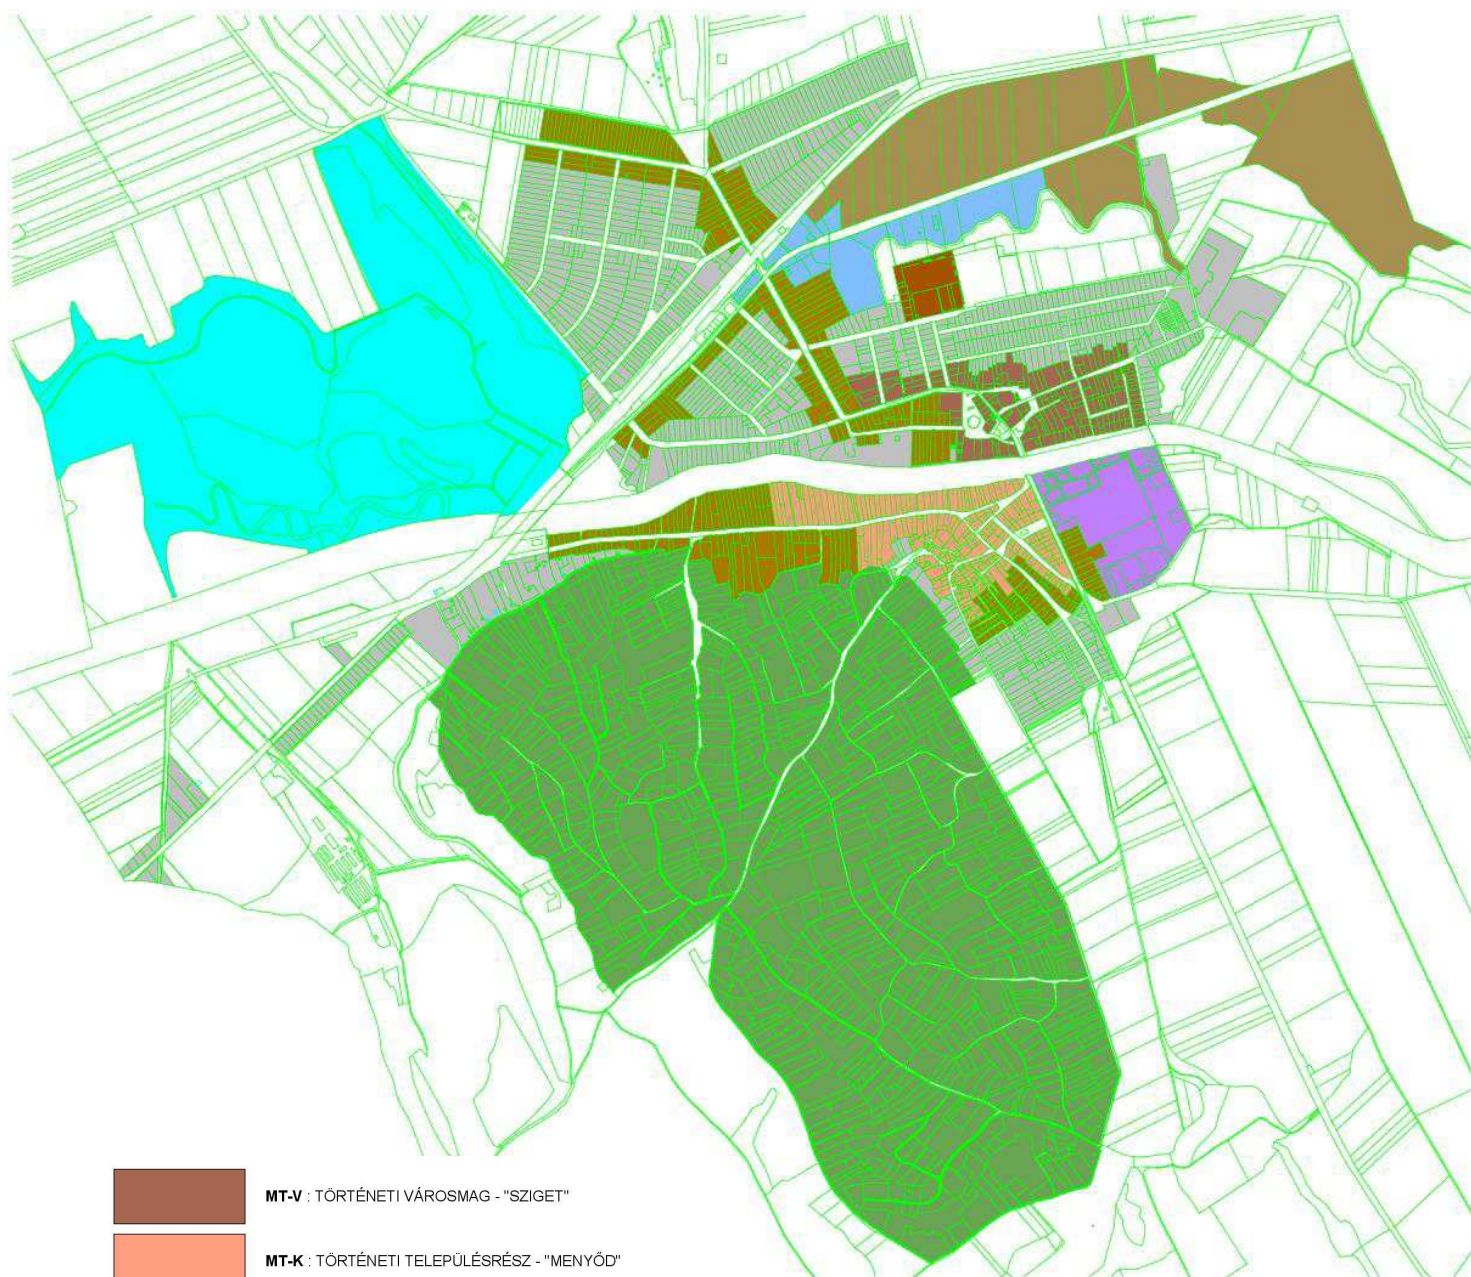 MT-V : TÖRTÉNETI VÁROSMAG - "SZIGET"
MT-K : TÖRTÉNETI TELEPÜLÉSRÉSZ - "MENYŐD"